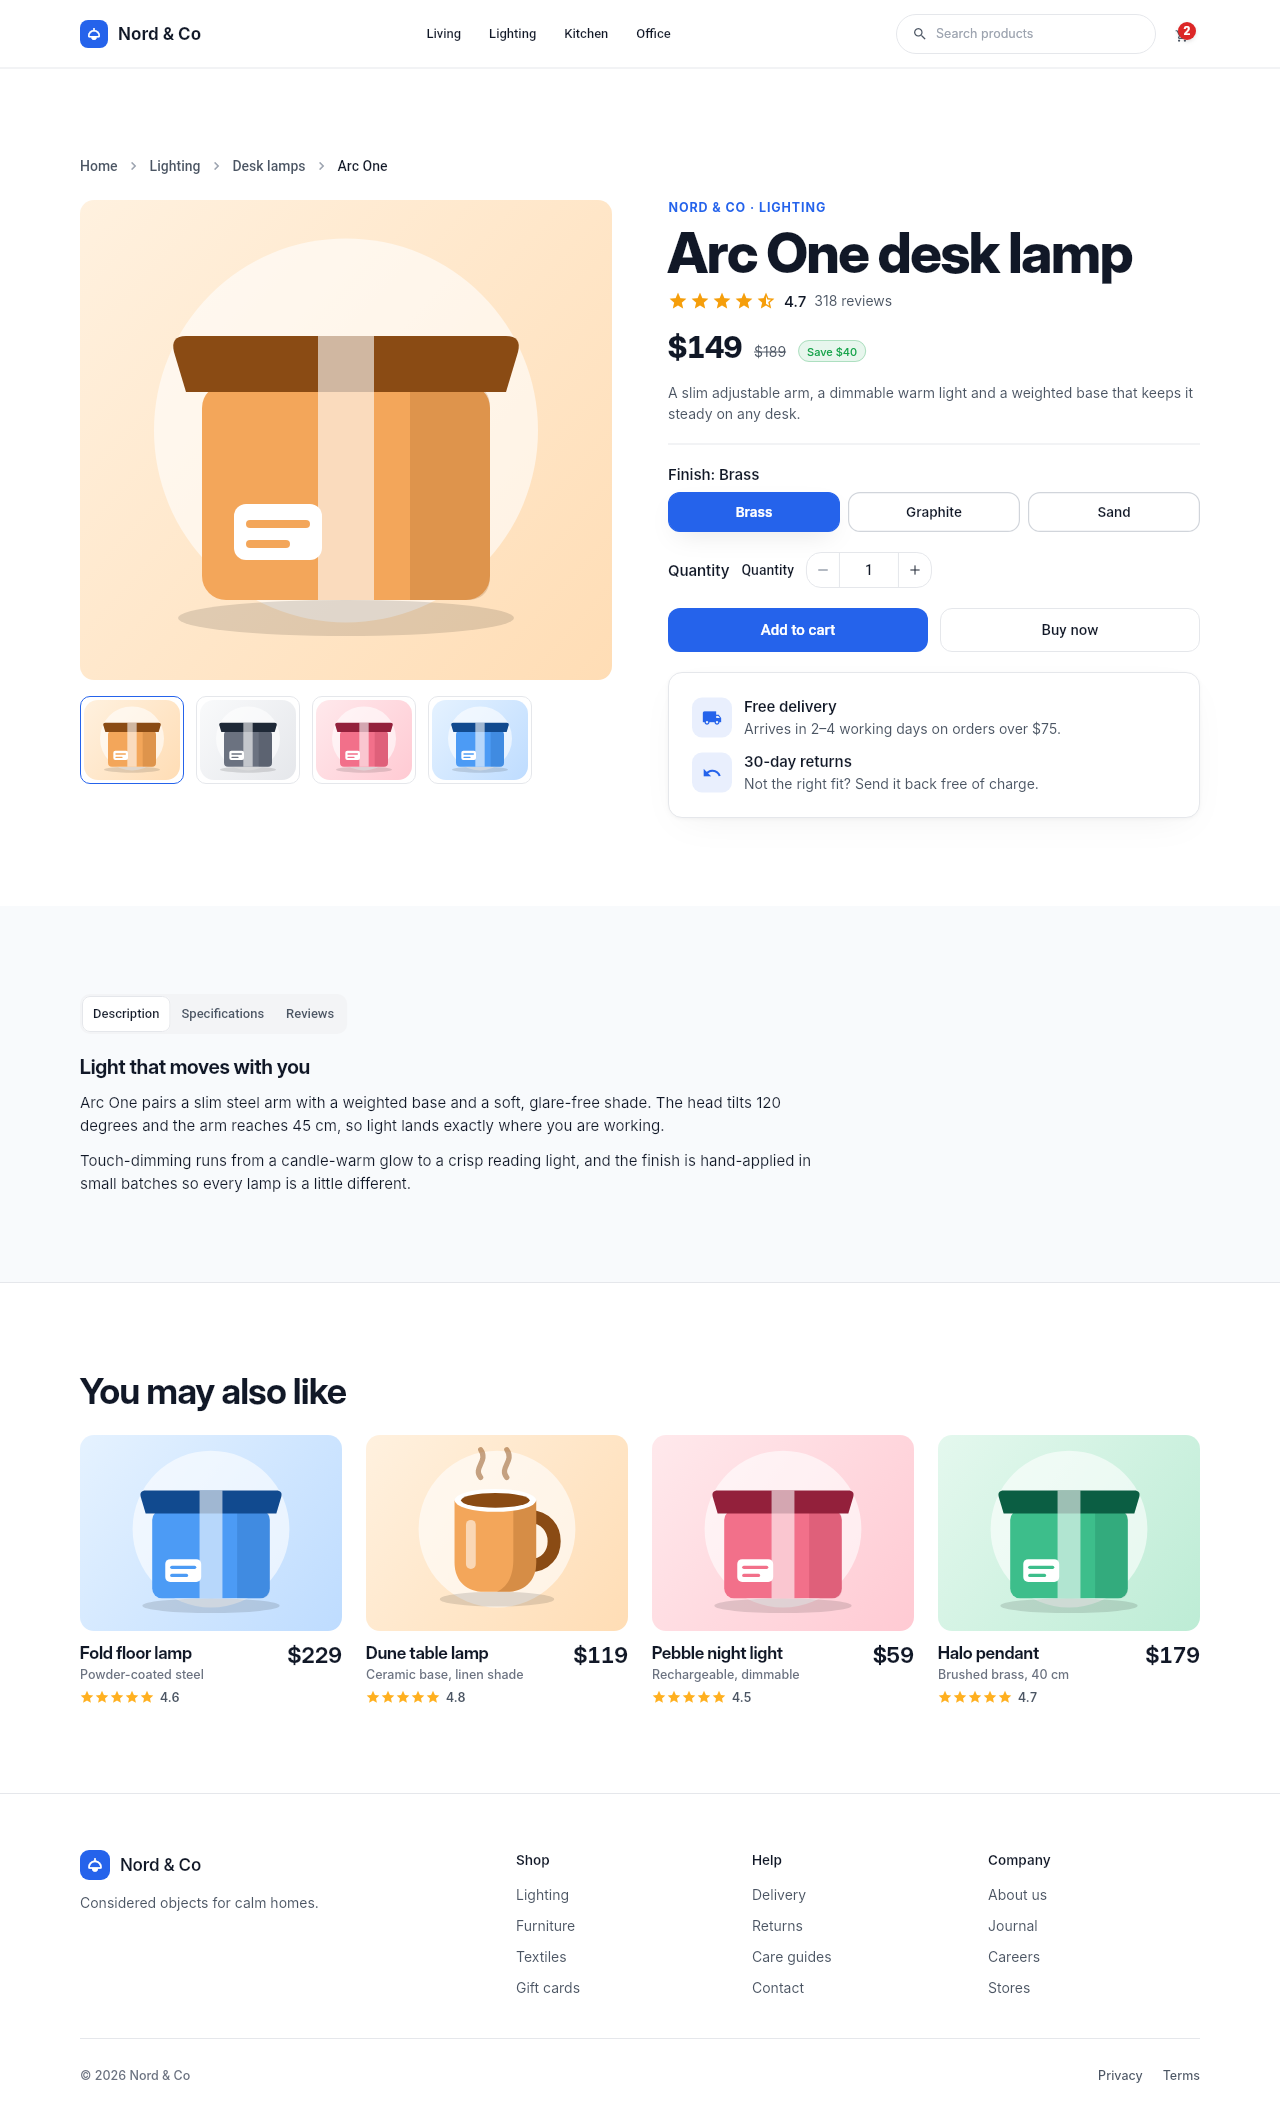 Nord & Co
Living
Lighting
Kitchen
Office
Search products
2
Home
Lighting
Desk lamps
Arc One
NORD & CO · LIGHTING
Arc One desk lamp
4.7 318 reviews
$149 $189 Save $40
A slim adjustable arm, a dimmable warm light and a weighted base that keeps it
steady on any desk.
Finish: Brass
Brass
Graphite
Sand
Quantity Quantity 1
Add to cart
Buy now
Free delivery
Arrives in 2–4 working days on orders over $75.
30-day returns
Not the right fit? Send it back free of charge.
Description
Specifications
Reviews
Light that moves with you
Arc One pairs a slim steel arm with a weighted base and a soft, glare-free shade. The head tilts 120
degrees and the arm reaches 45 cm, so light lands exactly where you are working.
Touch-dimming runs from a candle-warm glow to a crisp reading light, and the finish is hand-applied in
small batches so every lamp is a little different.
You may also like
Fold floor lamp $229
Powder-coated steel
4.6
Dune table lamp $119
Ceramic base, linen shade
4.8
Pebble night light $59
Rechargeable, dimmable
4.5
Halo pendant $179
Brushed brass, 40 cm
4.7
Nord & Co
Considered objects for calm homes.
Shop
Lighting
Furniture
Textiles
Gift cards
Help
Delivery
Returns
Care guides
Contact
Company
About us
Journal
Careers
Stores
© 2026 Nord & Co
Privacy
Terms